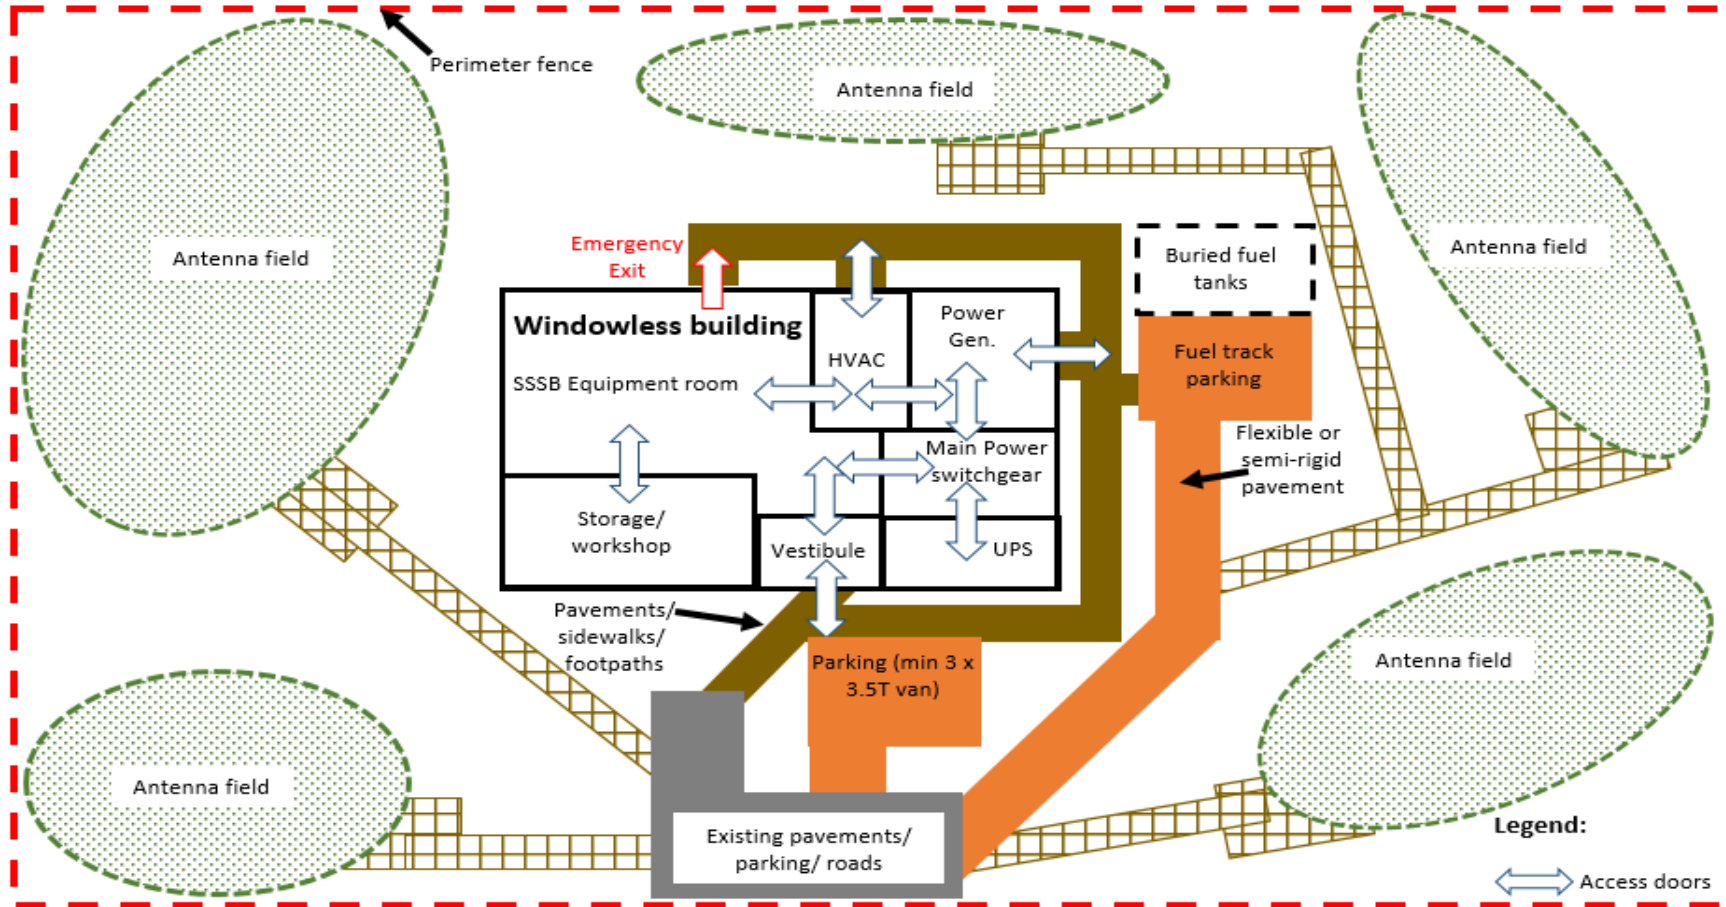 Perimeter fence
Antenna field
Antenna field
Antenna field
Emergency
Exit
Buried fuel
tanks
Windowless building
Power
Gen.
HVAC
SSSB Equipment room
Fuel track
parking
Flexible or
semi-rigid
pavement
Main Power
switchgear
Storage/
workshop
Vestibule
UPS
Pavements/
sidewalks/
footpaths
Parking (min 3 x
3.5T van)
Antenna field
Antenna field
Existing pavements/
parking/ roads
Legend:
Access doors